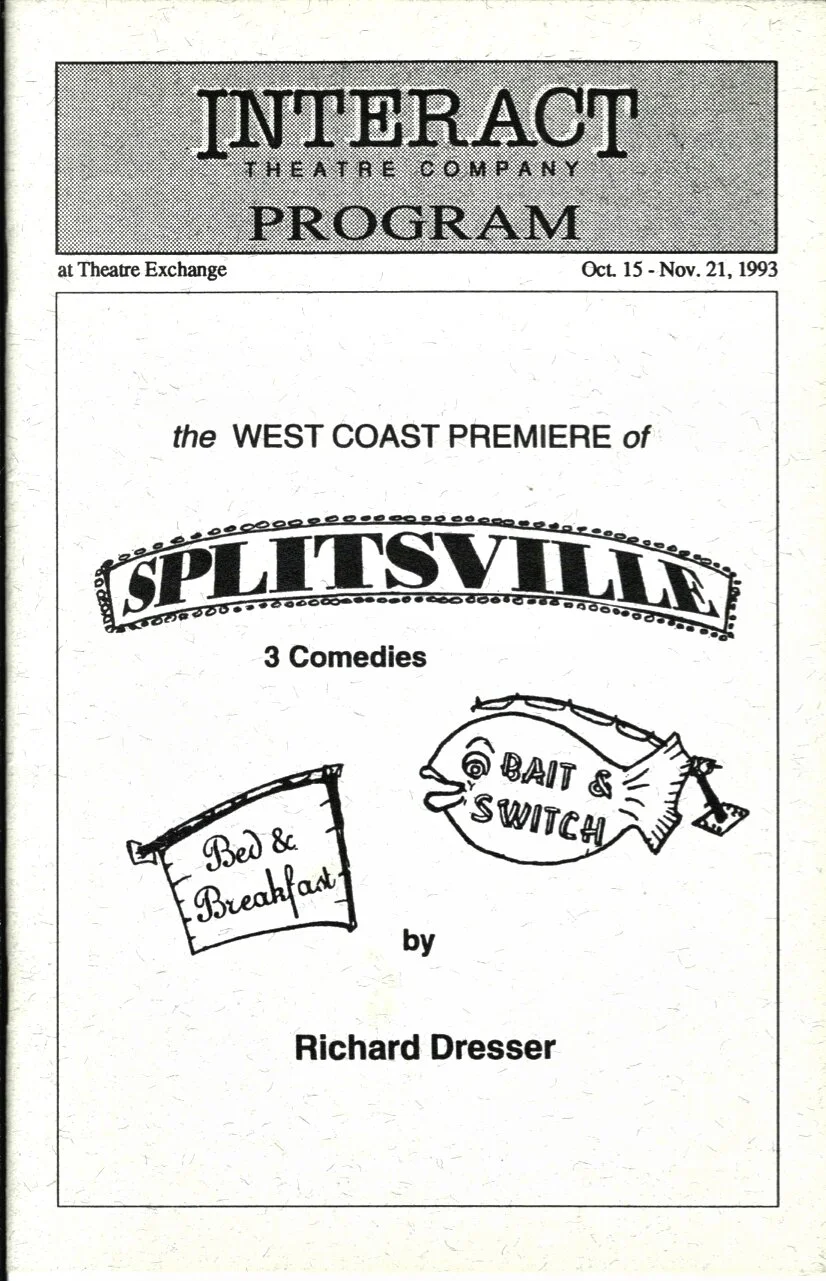 INTERACT
THEATRE COMPANY
PROGRAM
at Theatre Exchange
Oct. 15 - Nov. 21, 1993
the WEST COAST PREMIERE of
SPLITSVILLE
3 Comedies
BAIT &
SWITCH
Bed &
Breakfast
by
Richard Dresser